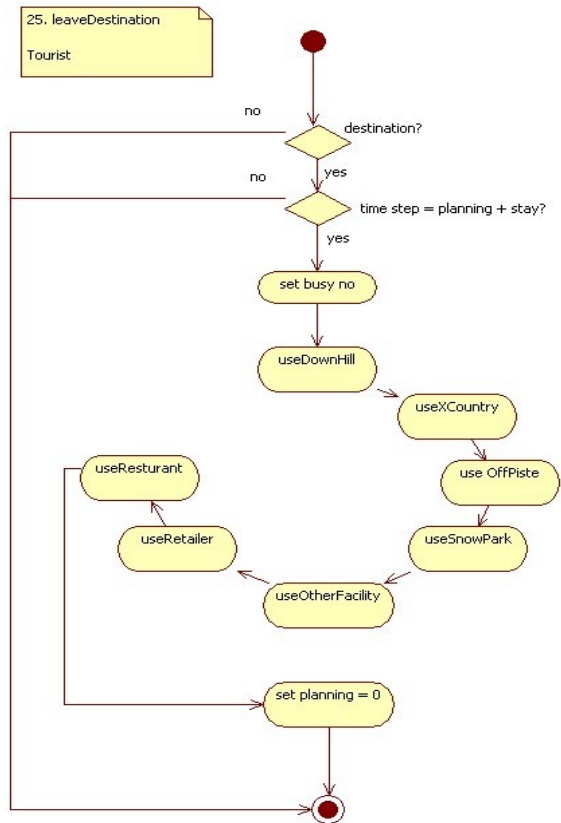 25. leaveDestination
Tourist
no
destination?
yes
no
time step = planning + stay?
yes
set busy no
useDownHill
useXCountry
use OffPiste
useSnowPark
useOtherFacility
useRetailer
useResturant
set planning = 0